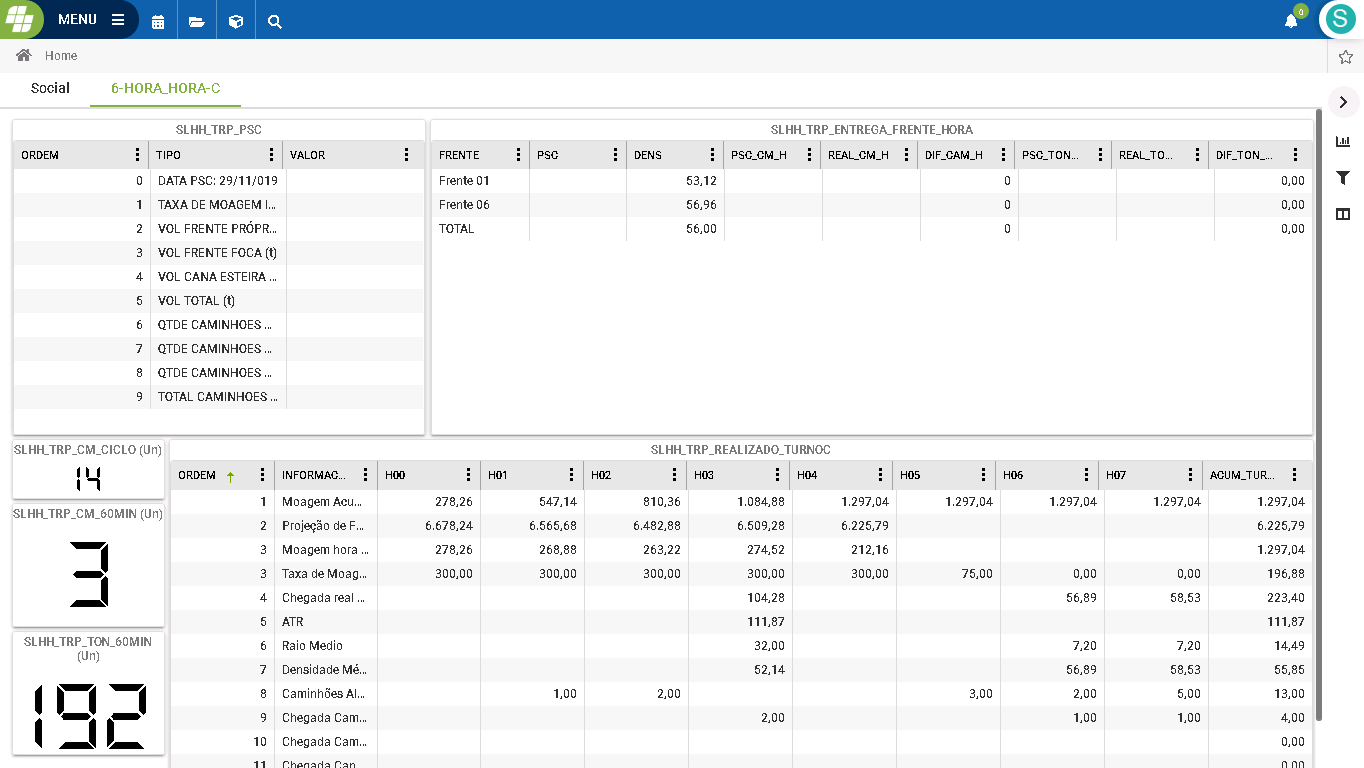 MENU
0
S
Home
Social 6-HORA_HORA-C
SLHH_TRP_PSC
ORDEM TIPO VALOR
0 DATA PSC: 29/11/019
1 TAXA DE MOAGEM I...
2 VOL FRENTE PRÓPR...
3 VOL FRENTE FOCA (t)
4 VOL CANA ESTEIRA ...
5 VOL TOTAL (t)
6 QTDE CAMINHOES ...
7 QTDE CAMINHOES ...
8 QTDE CAMINHOES ...
9 TOTAL CAMINHOES ...
SLHH_TRP_ENTREGA_FRENTE_HORA
FRENTE PSC DENS PSC_CM_H REAL_CM_H DIF_CAM_H PSC_TON... REAL_TO... DIF_TON_...
Frente 01 53,12 0 0,00
Frente 06 56,96 0 0,00
TOTAL 56,00 0 0,00
SLHH_TRP_CM_CICLO (Un)
14
SLHH_TRP_CM_60MIN (Un)
3
SLHH_TRP_TON_60MIN
(Un)
192
SLHH_TRP_REALIZADO_TURNOC
ORDEM INFORMAC... H00 H01 H02 H03 H04 H05 H06 H07 ACUM_TUR...
1 Moagem Acu... 278,26 547,14 810,36 1.084,88 1.297,04 1.297,04 1.297,04 1.297,04 1.297,04
2 Projeção de F... 6.678,24 6.565,68 6.482,88 6.509,28 6.225,79 6.225,79
3 Moagem hora ... 278,26 268,88 263,22 274,52 212,16 1.297,04
3 Taxa de Moag... 300,00 300,00 300,00 300,00 300,00 75,00 0,00 0,00 196,88
4 Chegada real ... 104,28 56,89 58,53 223,40
5 ATR 111,87 111,87
6 Raio Medio 32,00 7,20 7,20 14,49
7 Densidade Mé... 52,14 56,89 58,53 55,85
8 Caminhões Al... 1,00 2,00 3,00 2,00 5,00 13,00
9 Chegada Cam... 2,00 1,00 1,00 4,00
10 Chegada Cam... 0,00
11 Chegada Can... 0,00